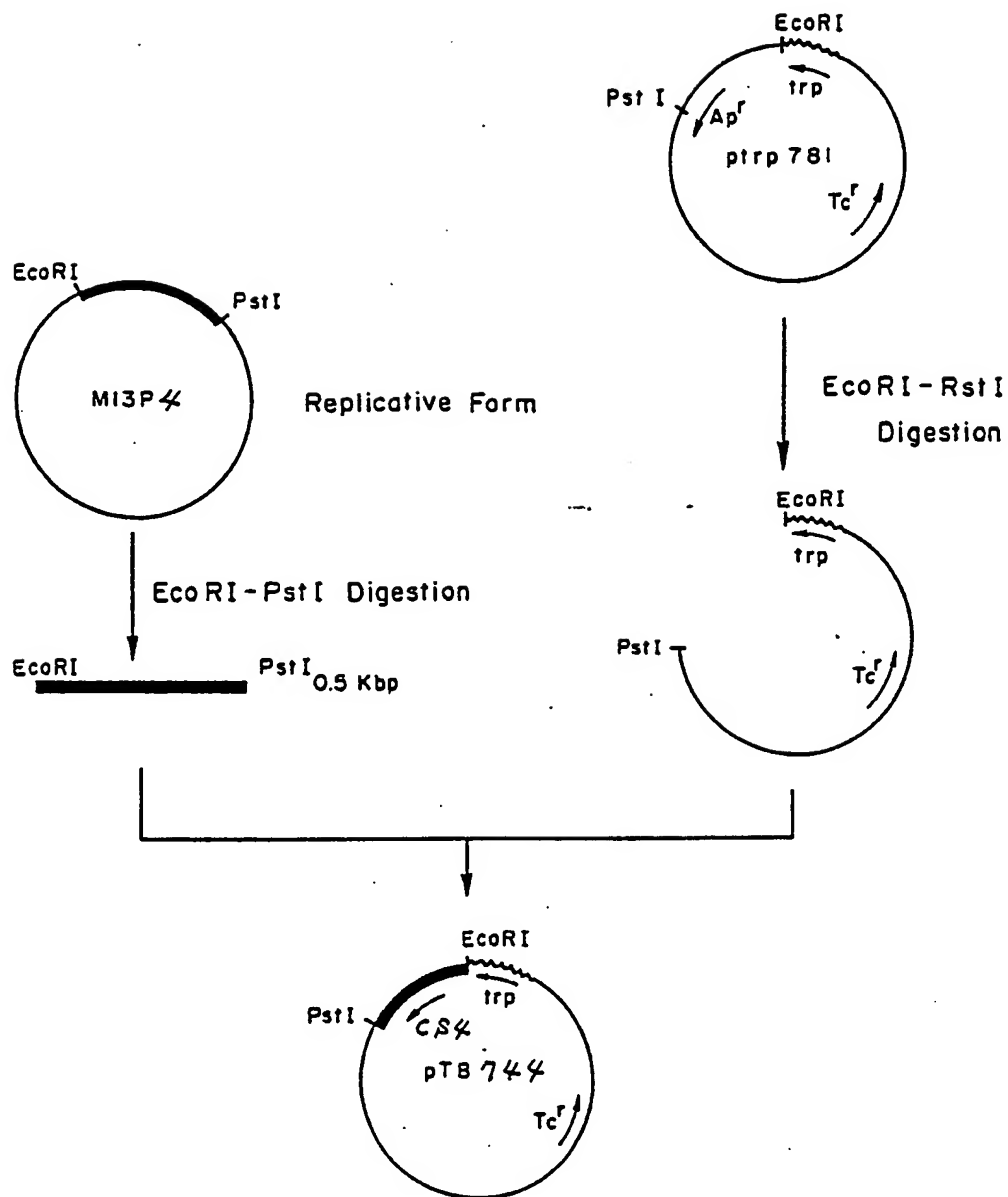 EcoRI
trp
Pst I
Apʳ
ptrp 781
Tcʳ
EcoRI
PstI
M13P4
Replicative Form
EcoRI-RstI
Digestion
EcoRI-PstI Digestion
EcoRI
PstI
0.5 Kbp
EcoRI
trp
PstI
Tcʳ
EcoRI
trp
PstI
CS4
pTB 744
Tcʳ